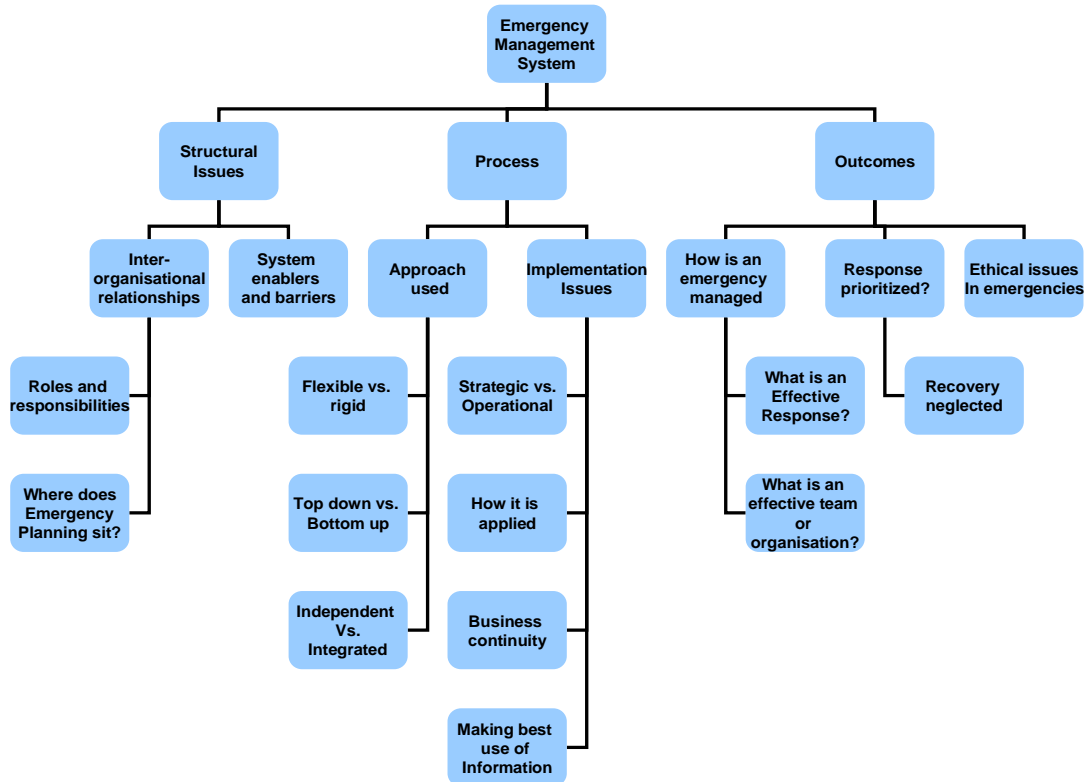 Emergency
Management
System
Structural
Issues
Process
Outcomes
Inter-
organisational
relationships
System
enablers
and barriers
Approach
used
Implementation
Issues
How is an
emergency
managed
Response
prioritized?
Ethical issues
In emergencies
Roles and
responsibilities
Flexible vs.
rigid
Strategic vs.
Operational
What is an
Effective
Response?
Recovery
neglected
Where does
Emergency
Planning sit?
Top down vs.
Bottom up
How it is
applied
What is an
effective team
or
organisation?
Independent
Vs.
Integrated
Business
continuity
Making best
use of
Information